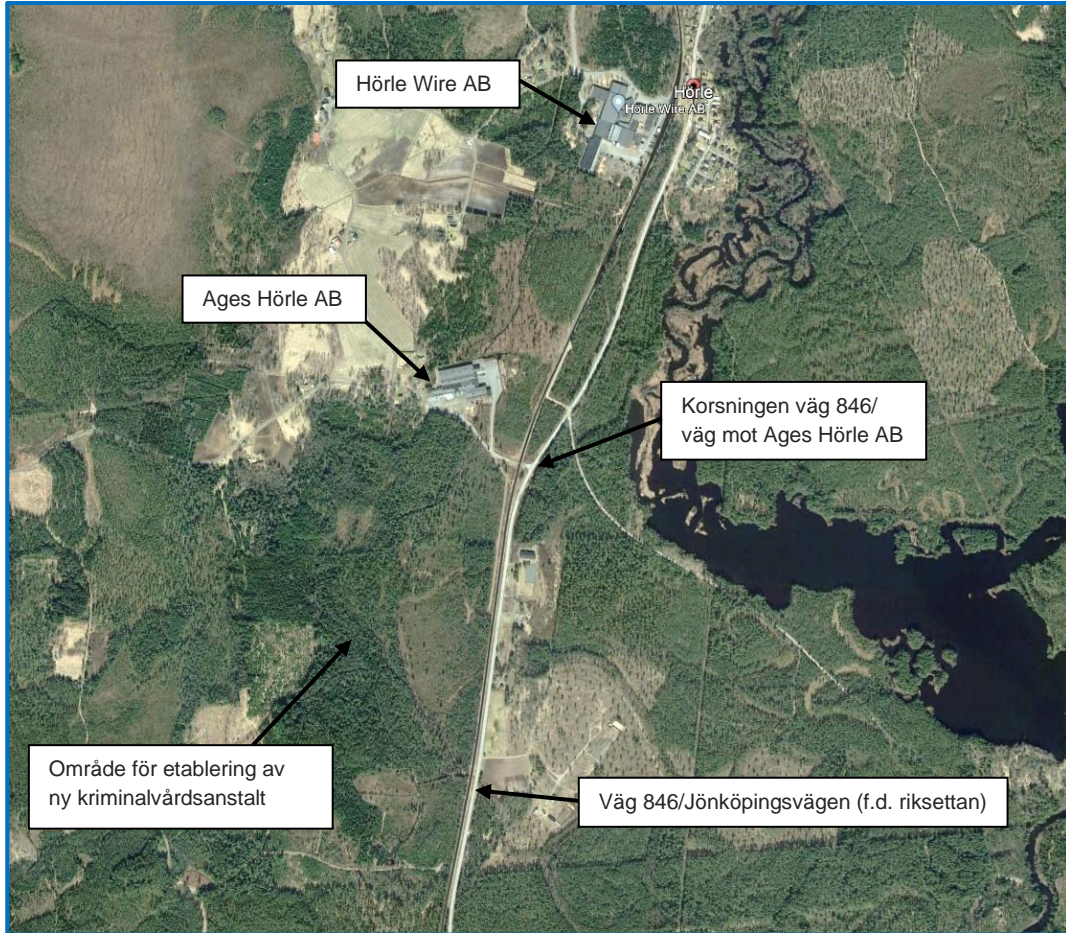 Hörle Wire AB
Hörle
Hörle Wire AB
Ages Hörle AB
Korsningen väg 846/
väg mot Ages Hörle AB
Område för etablering av
ny kriminalvårdsanstalt
Väg 846/Jönköpingsvägen (f.d. riksettan)